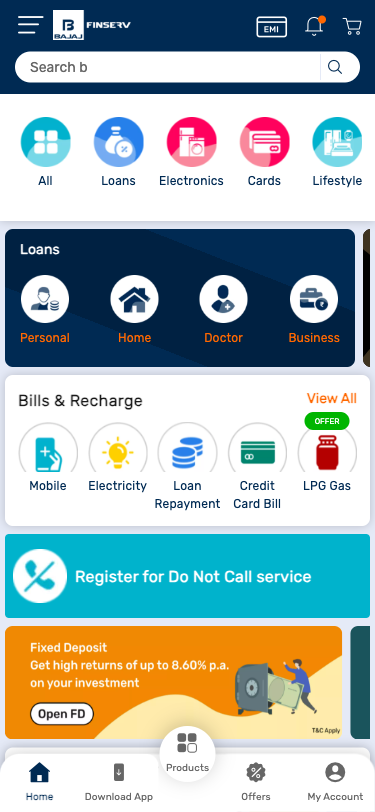 B
BAJAJ
FINSERV
EMI
Search b
All
Loans
Electronics
Cards
Lifestyle
Loans
Personal
Home
Doctor
Business
Bills & Recharge
View All
OFFER
Mobile
Electricity
Loan
Repayment
Credit
Card Bill
LPG Gas
Register for Do Not Call service
Fixed Deposit
Get high returns of up to 8.60% p.a.
on your investment
Open FD
T&C Apply
Home
Download App
Products
Offers
My Account